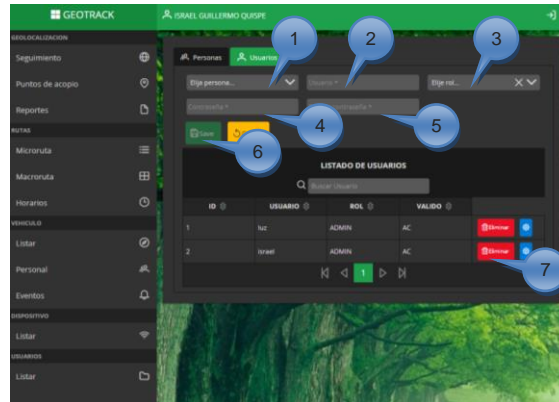 GEOTRACK
ISRAEL GUILLERMO QUISPE
GEOLOCALIZACION
Seguimiento
Puntos de acopio
Reportes
RUTAS
Microruta
Macroruta
Horarios
VEHICULO
Listar
Personal
Eventos
DISPOSITIVO
Listar
USUARIOS
Listar
Personas
Usuarios
1
2
3
Elija persona...
Usuario *
Elije rol...
Contraseña *
contraseña *
4
5
Save
6
LISTADO DE USUARIOS
Buscar Usuario
ID USUARIO ROL VALIDO
1 luz ADMIN AC Eliminar
2 israel ADMIN AC Eliminar
7
1